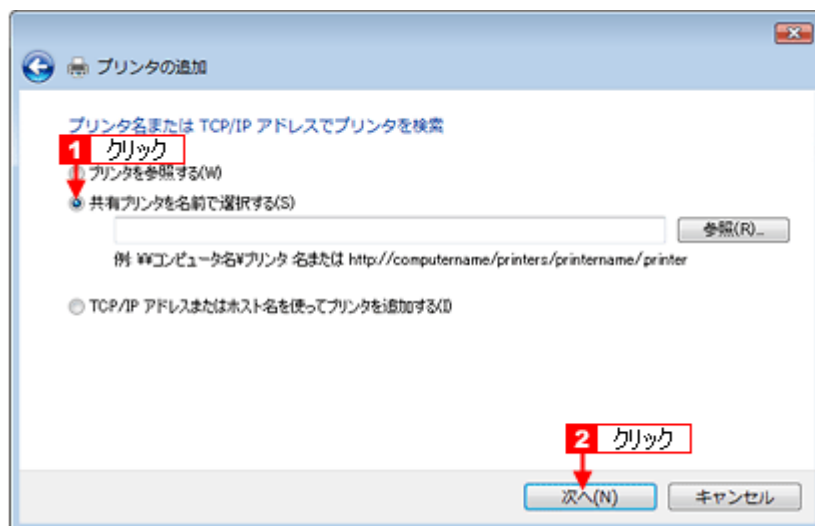 プリンタの追加
プリンタ名または TCP/IP アドレスでプリンタを検索
1 クリック
プリンタを参照する(W)
共有プリンタを名前で選択する(S)
参照(R)...
例: ¥¥コンピュータ名¥プリンタ 名または http://computername/printers/printername/printer
TCP/IP アドレスまたはホスト名を使ってプリンタを追加する(I)
2 クリック
次へ(N)
キャンセル